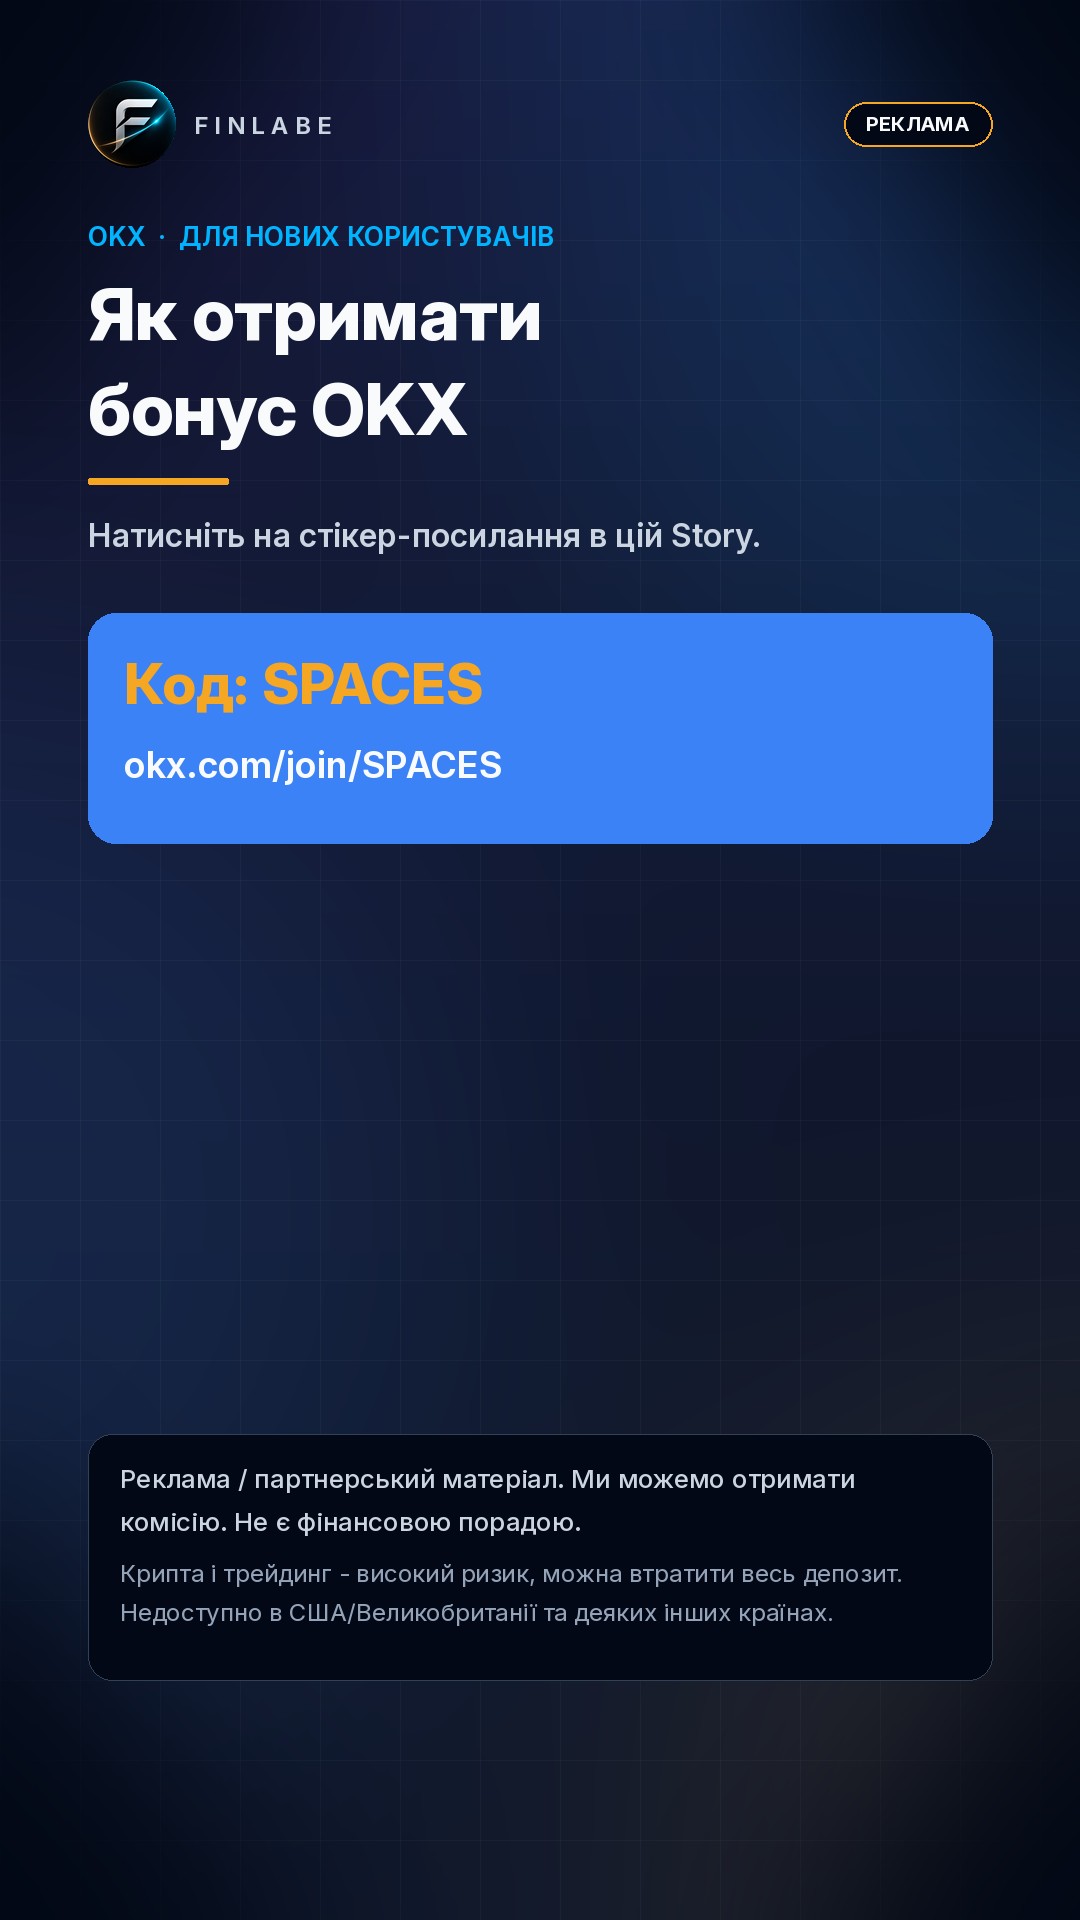 FINLABE
РЕКЛАМА
OKX · ДЛЯ НОВИХ КОРИСТУВАЧІВ
Як отримати
бонус OKX
Натисніть на стікер-посилання в цій Story.
Код: SPACES
okx.com/join/SPACES
Реклама / партнерський матеріал. Ми можемо отримати
комісію. Не є фінансовою порадою.
Крипта і трейдинг - високий ризик, можна втратити весь депозит.
Недоступно в США/Великобританії та деяких інших країнах.